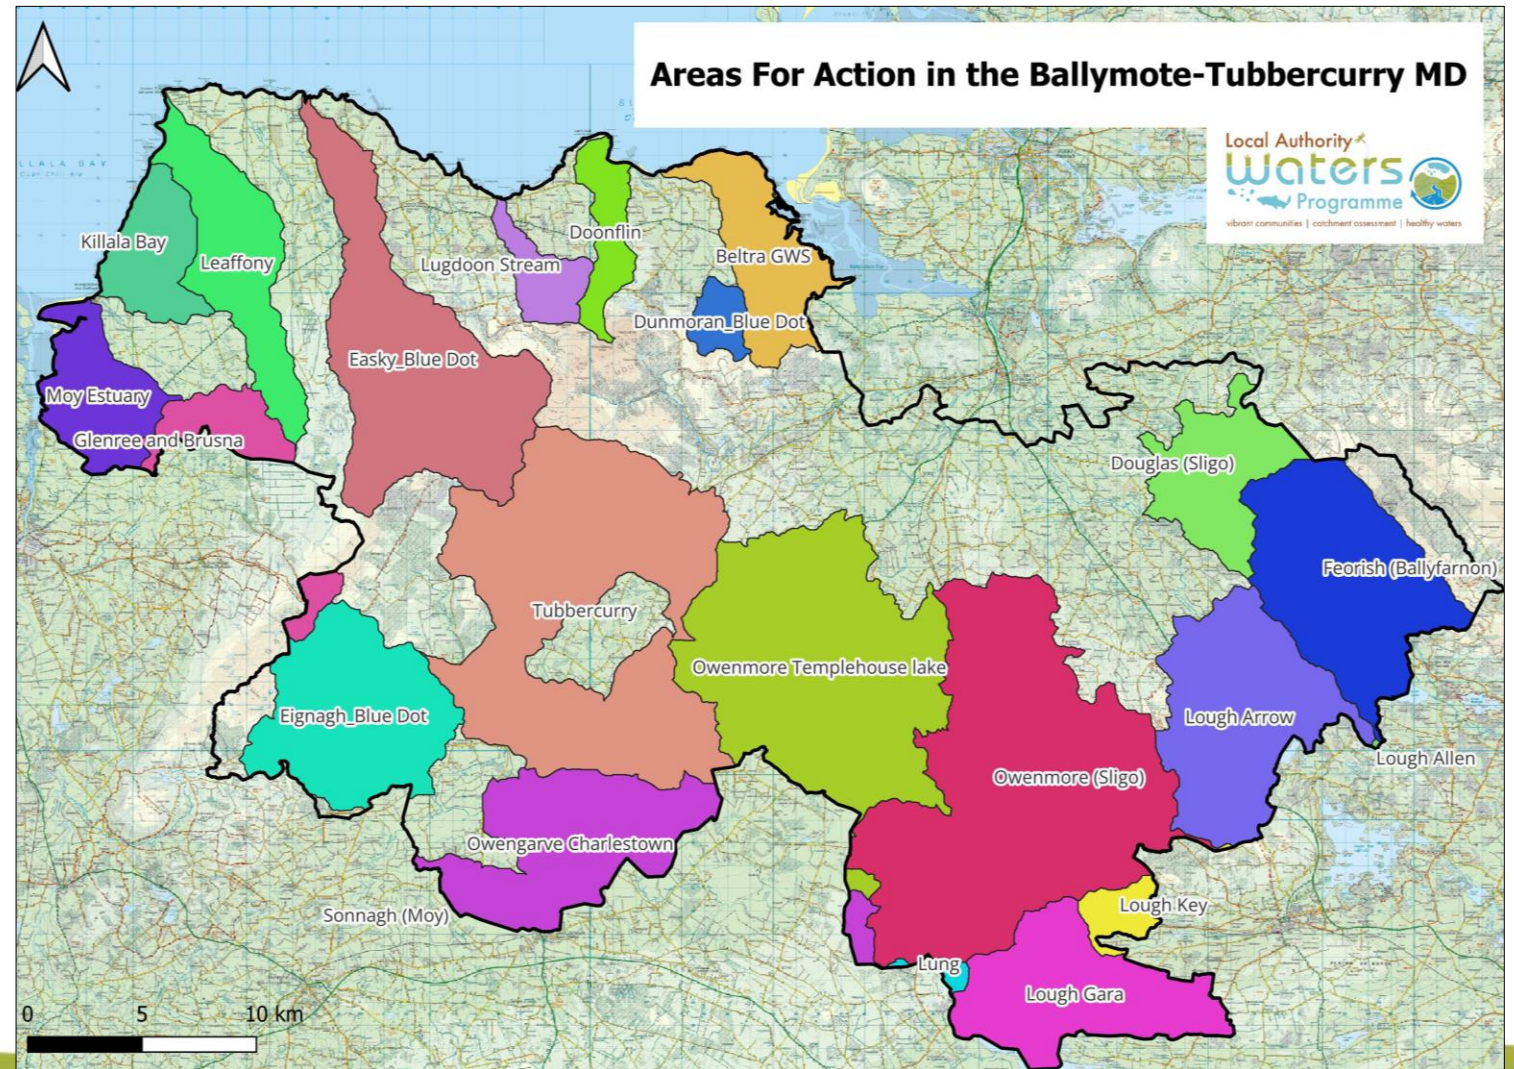 Areas For Action in the Ballymote-Tubbercurry MD
Local Authority
Waters
Programme
vibrant communities | catchment assessment | healthy waters
Killala Bay
Leaffony
Lugdoon Stream
Doonflin
Beltra GWS
Dunmoran_Blue Dot
Easky_Blue Dot
Moy Estuary
Glenree and Brusna
Douglas (Sligo)
Feorish (Ballyfarnon)
Tubbercurry
Owenmore Templehouse lake
Eignagh_Blue Dot
Lough Arrow
Lough Allen
Owenmore (Sligo)
Owengarve Charlestown
Sonnagh (Moy)
Lough Key
Lung
Lough Gara
0 5 10 km